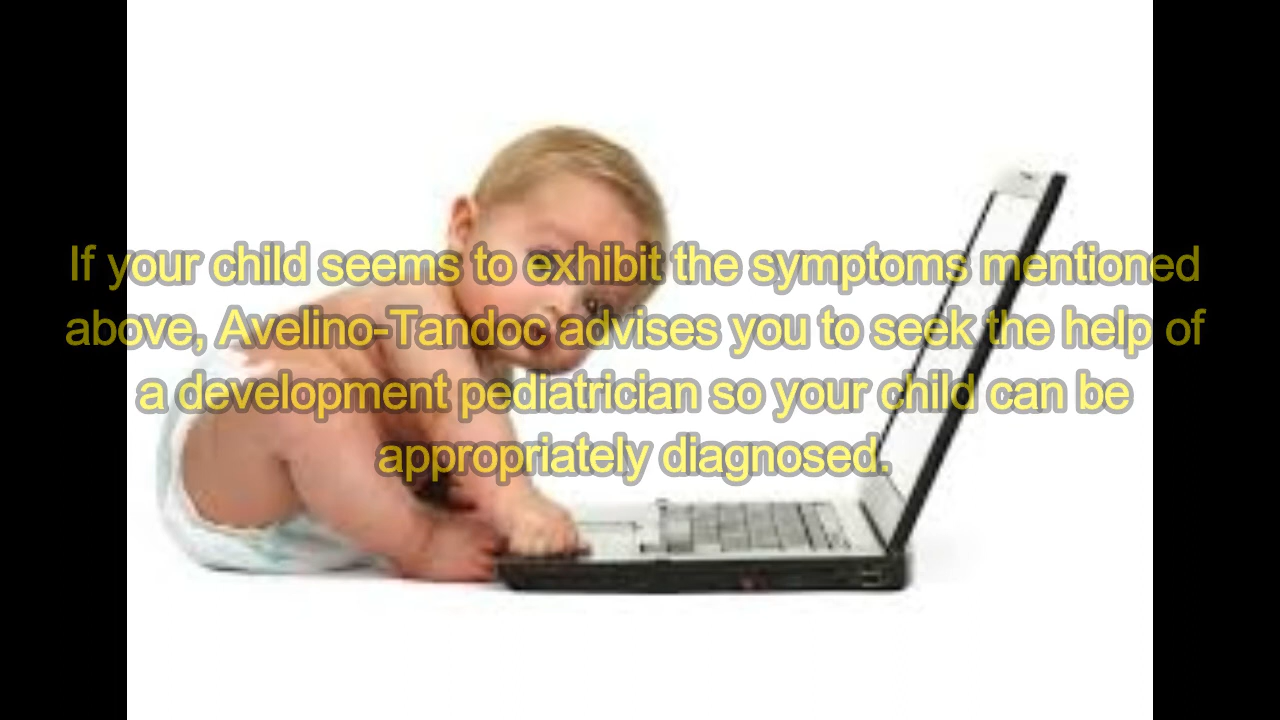 If your child seems to exhibit the symptoms mentioned
above, Avelino-Tandoc advises you to seek the help of
a development pediatrician so your child can be
appropriately diagnosed.